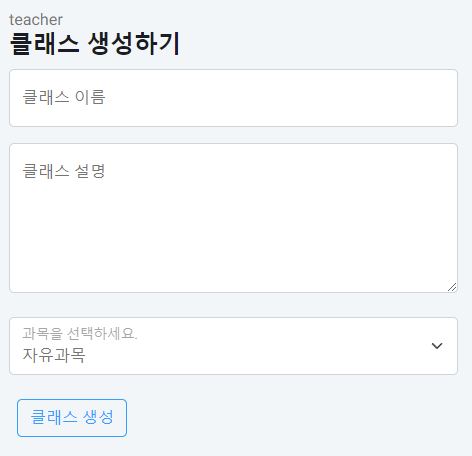 teacher
클래스 생성하기
클래스 이름
클래스 설명
과목을 선택하세요.
자유과목
클래스 생성